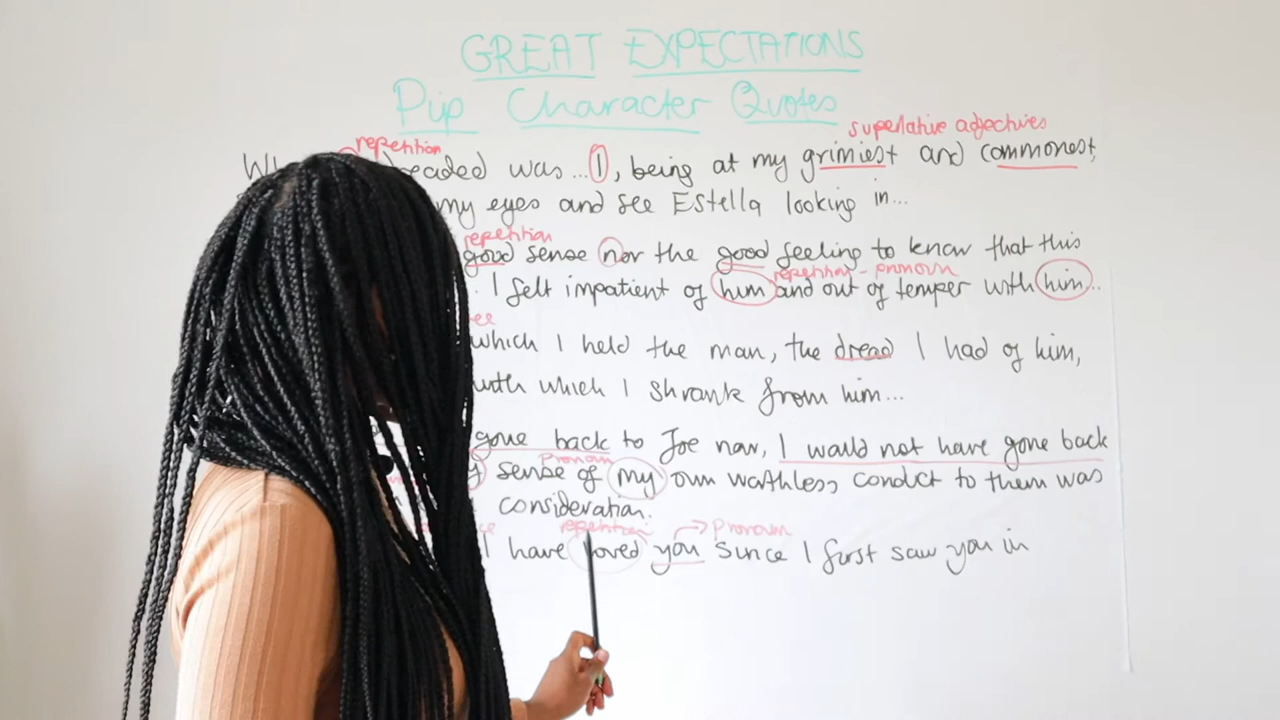 GREAT EXPECTATIONS
Pip Character Quotes
superlative adjectives
repetition
was... I, being at my grimiest and commonest,
my eyes and see Estella looking in...
repetition
good sense nor the good feeling to know that this
repetition - pronoun
I felt impatient of him and out of temper with him...
which I held the man, the dread I had of him,
with which I shrank from him...
gone back to Joe now, I would not have gone back
Pronoun
sense of my own worthless conduct to them was
consideration.
repetition → Pronoun
I have loved you since I first saw you in